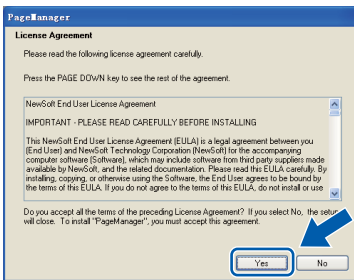 PageManager
License Agreement
Please read the following license agreement carefully.
Press the PAGE DOWN key to see the rest of the agreement.
NewSoft End User License Agreement
IMPORTANT - PLEASE READ CAREFULLY BEFORE INSTALLING
This NewSoft End User License Agreement (EULA) is a legal agreement between you
(End User) and NewSoft Technology Corporation (NewSoft) for the accompanying
computer software (Software), which may include software from third party suppliers made
available by NewSoft, and the related documentation. Please read this EULA carefully. By
installing, copying, or otherwise using the Software, the End User agrees to be bound by
the terms of this EULA. If you do not agree to the terms of this EULA, do not install or use
Do you accept all the terms of the preceding License Agreement? If you select No, the
will close. To install "PageManager", you must accept this agreement.
Yes
No